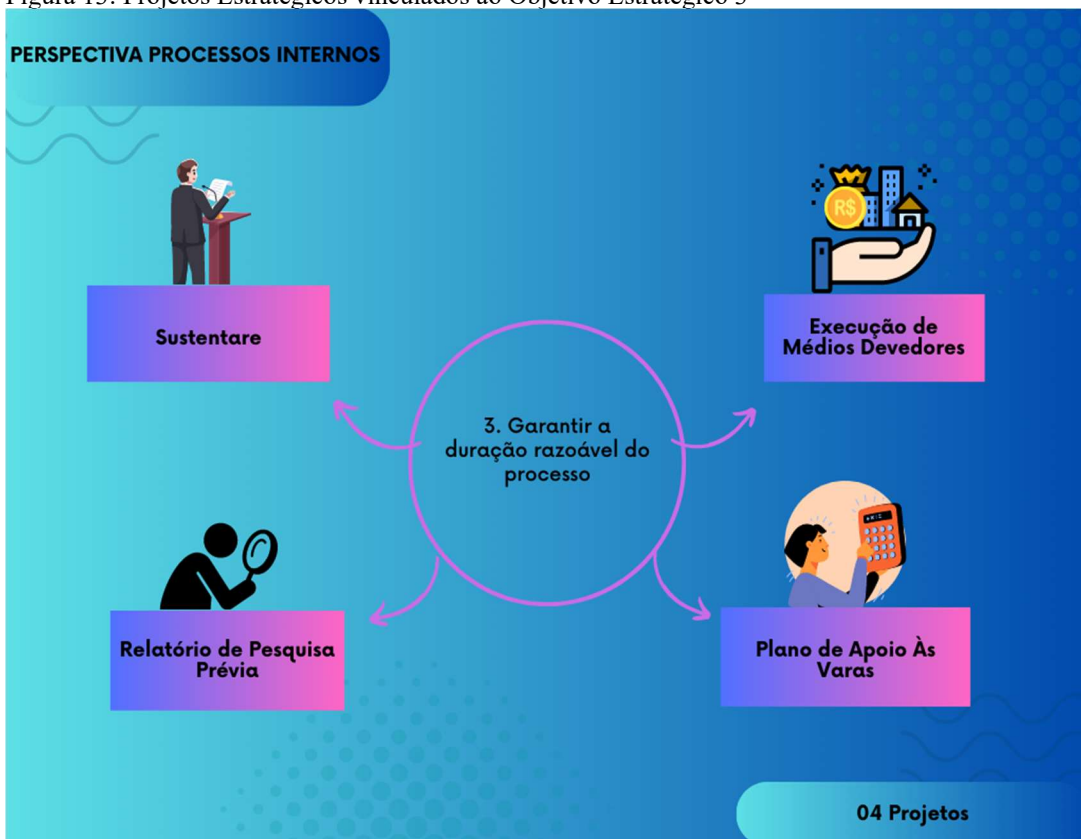 Figura 13: Projetos Estratégicos vinculados ao Objetivo Estratégico 3
PERSPECTIVA PROCESSOS INTERNOS
R$
Sustentare
Execução de
Médios Devedores
3. Garantir a
duração razoável do
processo
Relatório de Pesquisa
Prévia
Plano de Apoio Às
Varas
04 Projetos